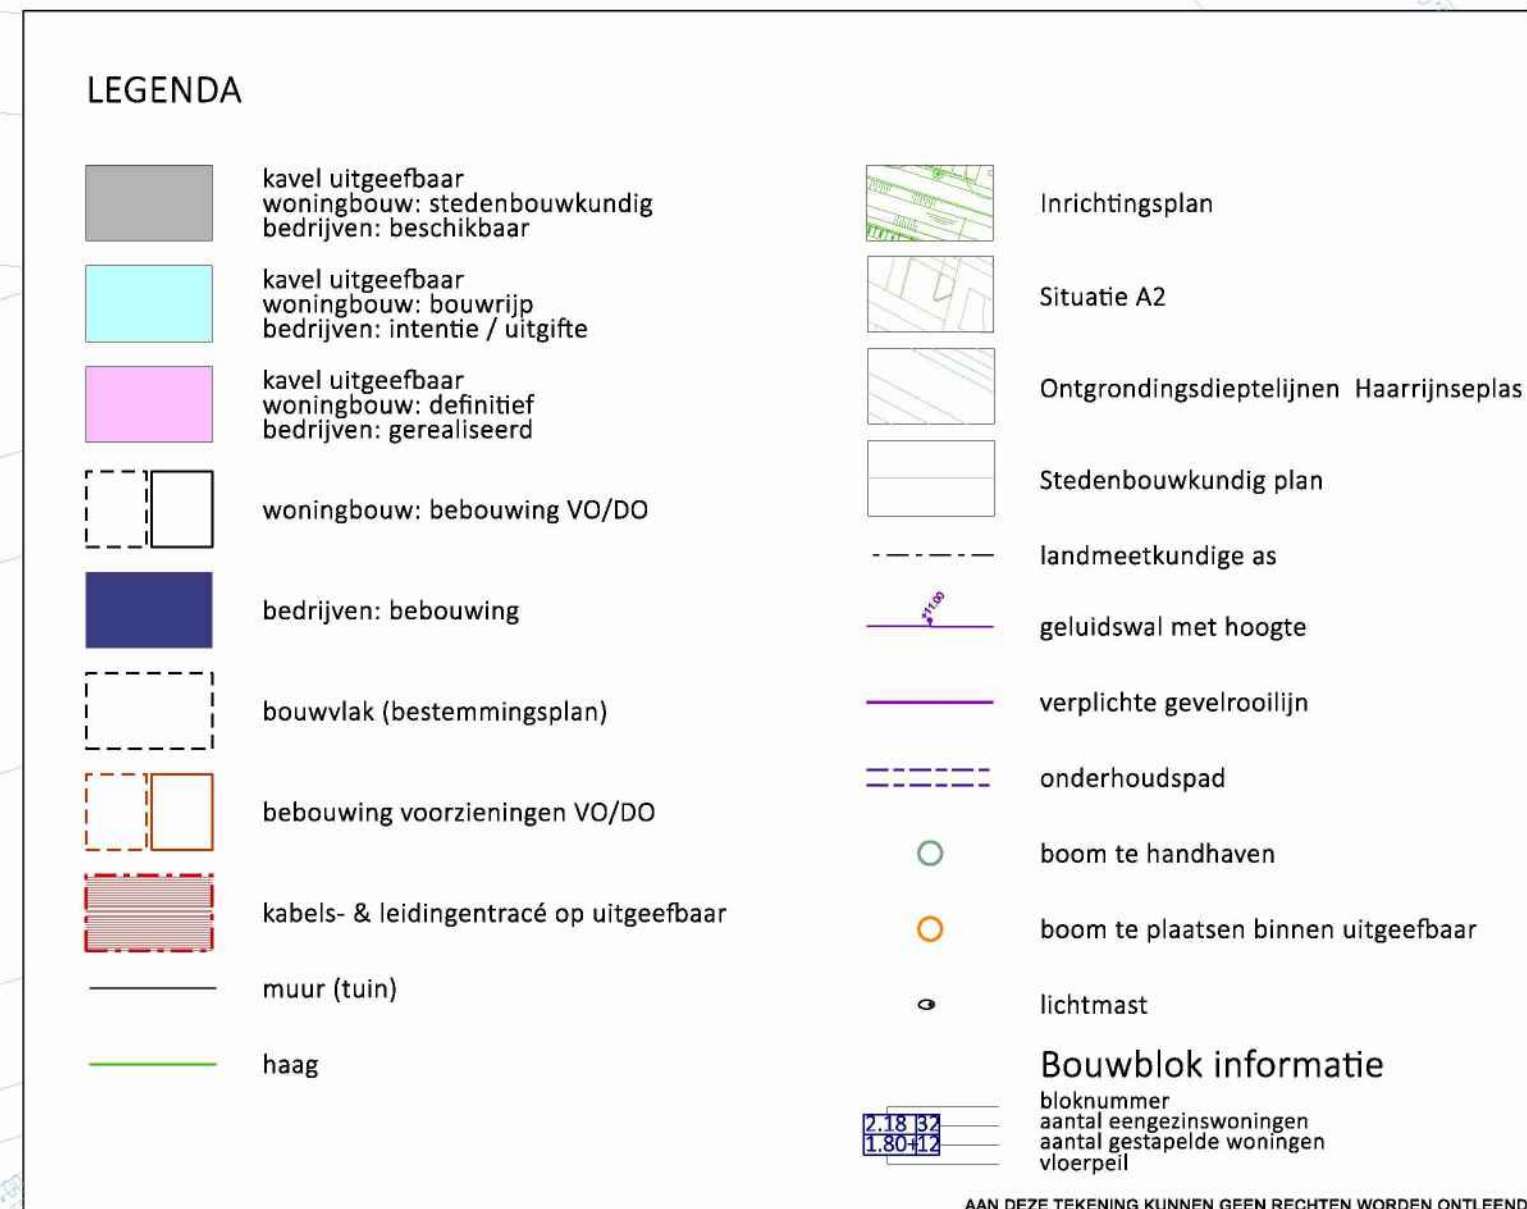 LEGENDA
kavel uitgeefbaar
woningbouw: stedenbouwkundig
bedrijven: beschikbaar
kavel uitgeefbaar
woningbouw: bouwrijp
bedrijven: intentie / uitgifte
kavel uitgeefbaar
woningbouw: definitief
bedrijven: gerealiseerd
woningbouw: bebouwing VO/DO
bedrijven: bebouwing
bouwvlak (bestemmingsplan)
bebouwing voorzieningen VO/DO
kabels- & leidingentracé op uitgeefbaar
muur (tuin)
haag
Inrichtingsplan
Situatie A2
Ontgrondingsdieptelijnen Haarrijnseplas
Stedenbouwkundig plan
landmeetkundige as
+11.00
geluidswal met hoogte
verplichte gevelrooilijn
onderhoudspad
boom te handhaven
boom te plaatsen binnen uitgeefbaar
lichtmast
Bouwblok informatie
bloknummer
2.18 32
aantal eengezinswoningen
1.80+ 12
aantal gestapelde woningen
vloerpeil
AAN DEZE TEKENING KUNNEN GEEN RECHTEN WORDEN ONTLEEND